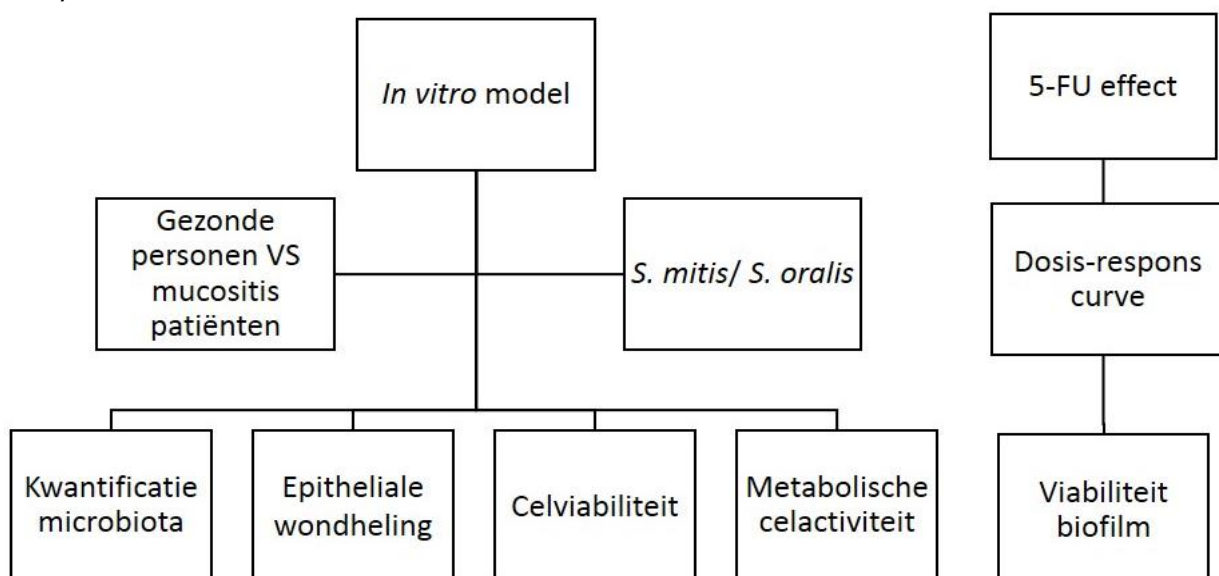 In vitro model
5-FU effect
Gezonde
personen VS
mucositis
patiënten
S. mitis/ S. oralis
Dosis-respons
curve
Kwantificatie
microbiota
Epitheliale
wondheling
Celviabiliteit
Metabolische
celactiviteit
Viabiliteit
biofilm